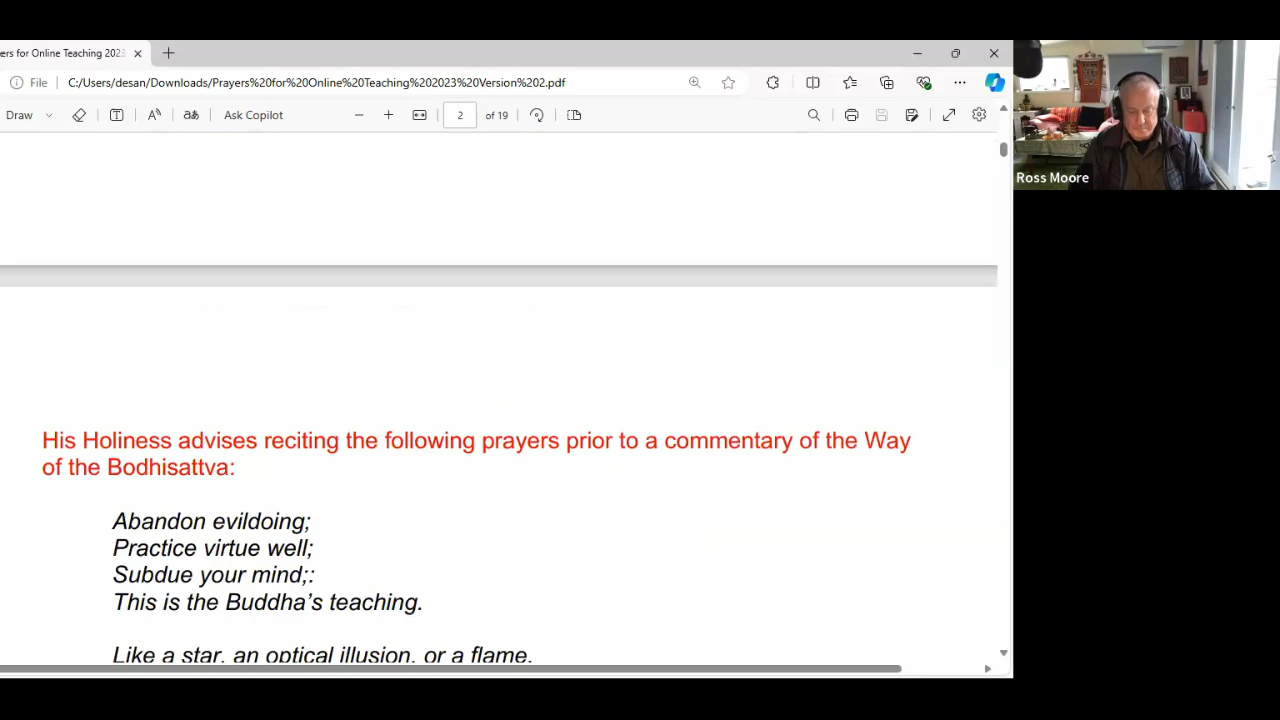 ers for Online Teaching 202
File C:/Users/desan/Downloads/Prayers%20for%20Online%20Teaching%202023%20Version%202.pdf
Draw Ask Copilot 2 of 19
Ross Moore
His Holiness advises reciting the following prayers prior to a commentary of the Way
of the Bodhisattva:
Abandon evildoing;
Practice virtue well;
Subdue your mind;:
This is the Buddha's teaching.
Like a star, an optical illusion, or a flame,